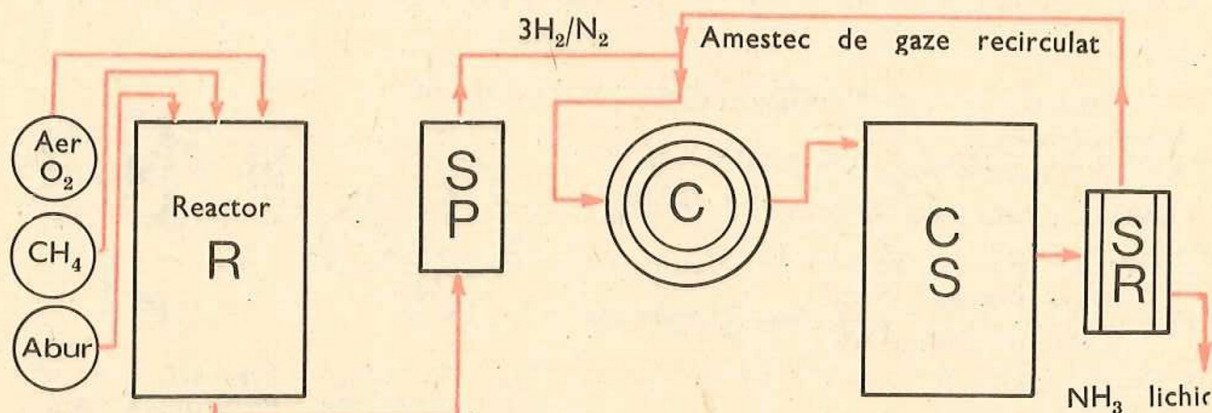 3H₂/N₂
Amestec de gaze recirculat
Aer
O₂
CH₄
Abur
Reactor
R
S
P
C
C
S
S
R
NH₃